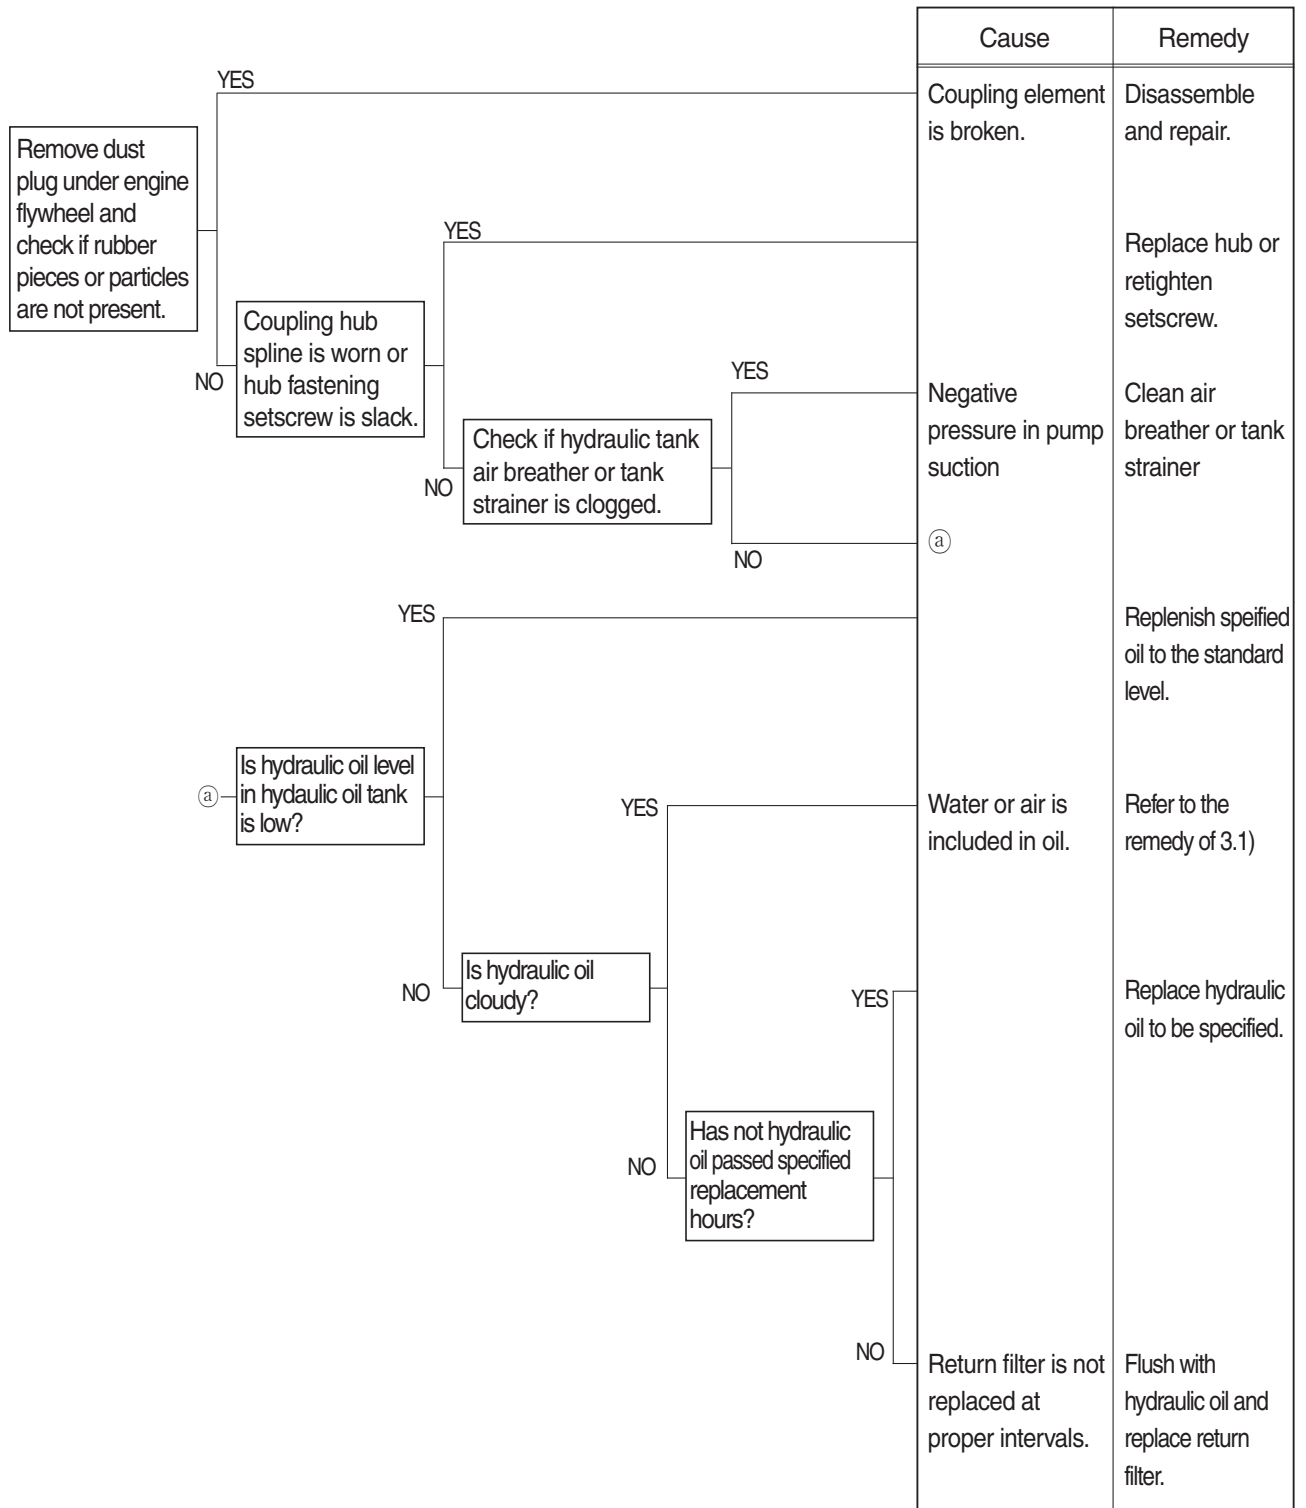 Cause
Remedy
YES
Coupling element
is broken.
Disassemble
and repair.
Remove dust
plug under engine
flywheel and
check if rubber
pieces or particles
are not present.
YES
Replace hub or
retighten
setscrew.
NO
Coupling hub
spline is worn or
hub fastening
setscrew is slack.
YES
Negative
pressure in pump
suction
Clean air
breather or tank
strainer
NO
Check if hydraulic tank
air breather or tank
strainer is clogged.
NO
ⓐ
YES
Replenish speified
oil to the standard
level.
ⓐ
Is hydraulic oil level
in hydaulic oil tank
is low?
YES
Water or air is
included in oil.
Refer to the
remedy of 3.1)
NO
Is hydraulic oil
cloudy?
YES
Replace hydraulic
oil to be specified.
NO
Has not hydraulic
oil passed specified
replacement
hours?
NO
Return filter is not
replaced at
proper intervals.
Flush with
hydraulic oil and
replace return
filter.